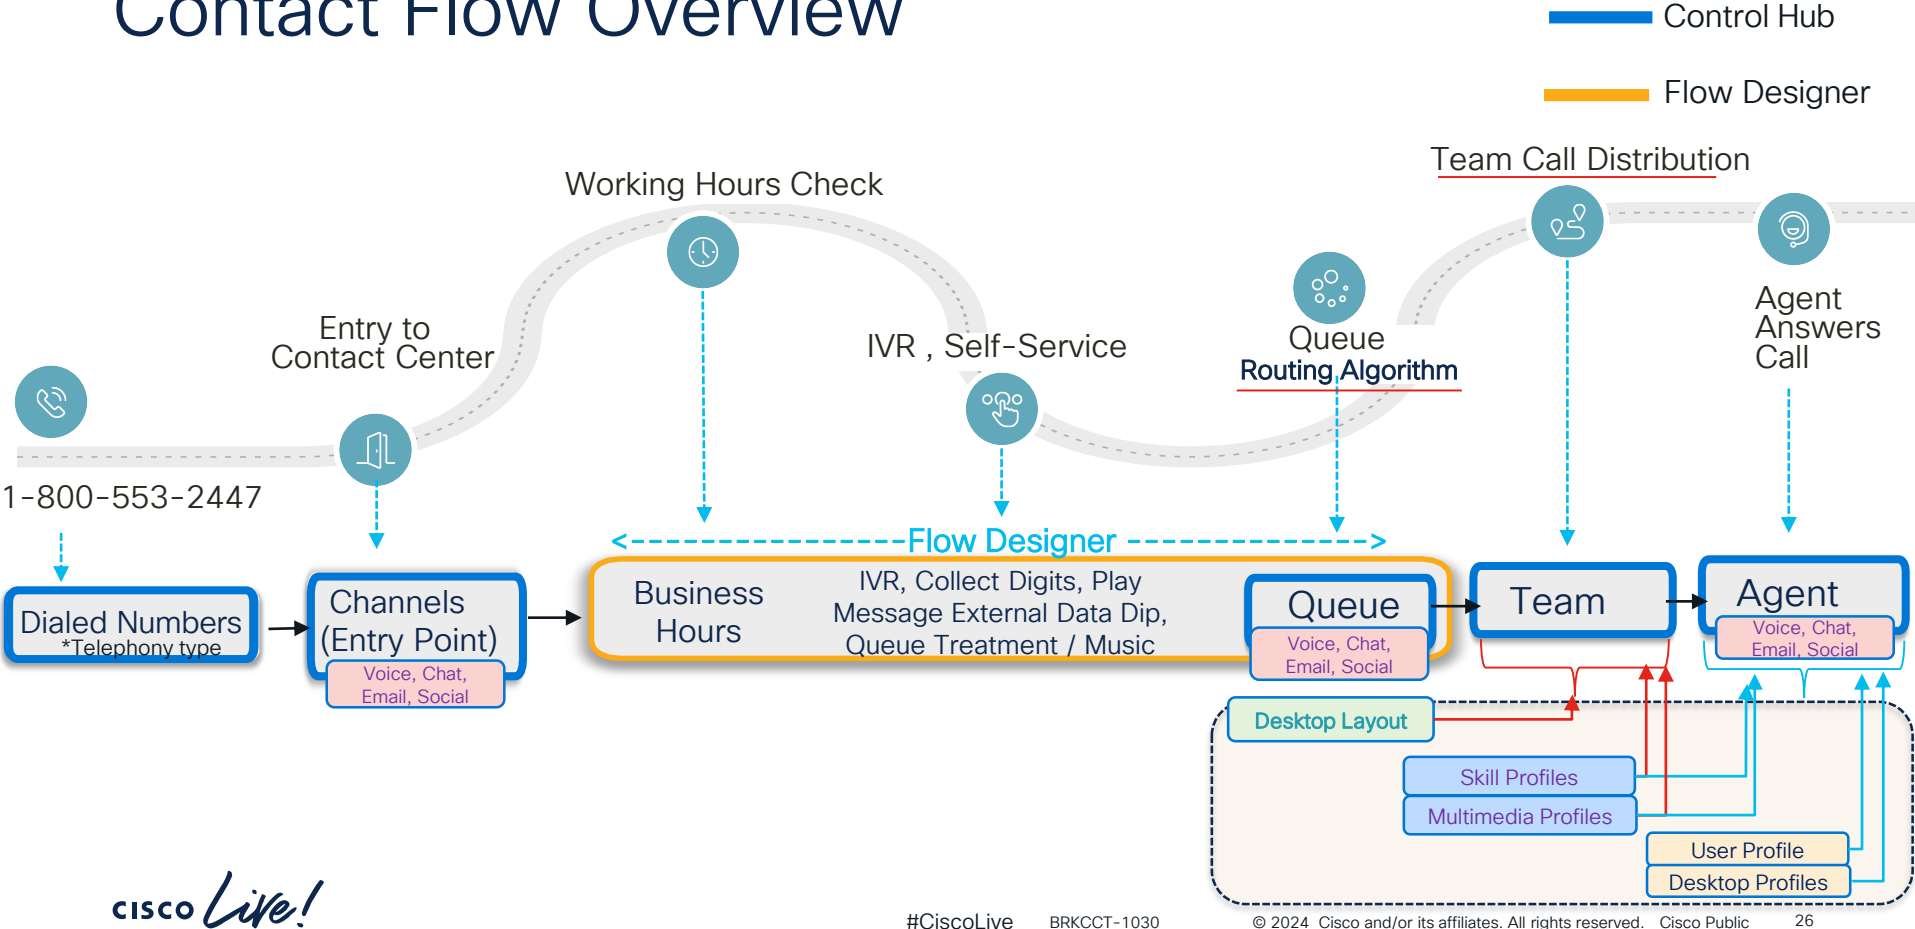 Contact Flow Overview
Control Hub
Flow Designer
Team Call Distribution
Working Hours Check
Agent
Answers
Call
Entry to
Contact Center
IVR , Self-Service
Queue
Routing Algorithm
1-800-553-2447
<- Flow Designer ->
Dialed Numbers
*Telephony type
Channels
(Entry Point)
Voice, Chat,
Email, Social
Business
Hours
IVR, Collect Digits, Play
Message External Data Dip,
Queue Treatment / Music
Queue
Voice, Chat,
Email, Social
Team
Agent
Voice, Chat,
Email, Social
Desktop Layout
Skill Profiles
Multimedia Profiles
User Profile
Desktop Profiles
CISCO Live!
#CiscoLive
BRKCCT-1030
© 2024 Cisco and/or its affiliates. All rights reserved. Cisco Public
26